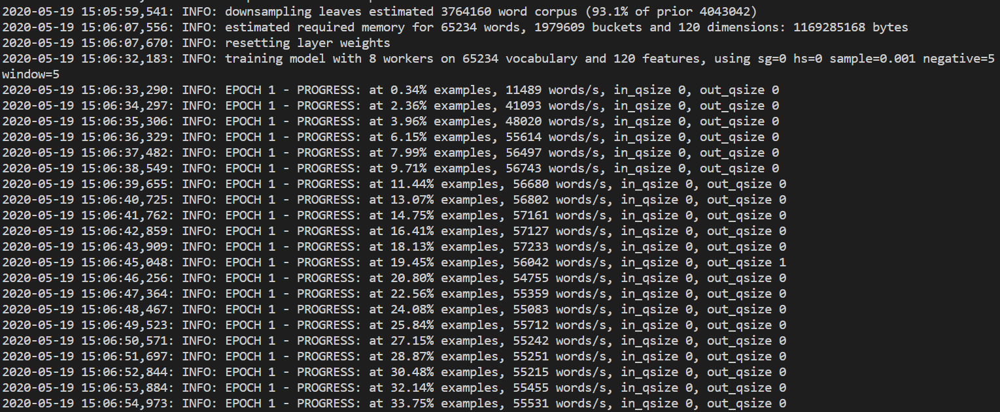 2020-05-19 15:05:59,541: INFO: downsampling leaves estimated 3764160 word corpus (93.1% of prior 4043042)
2020-05-19 15:06:07,556: INFO: estimated required memory for 65234 words, 1979609 buckets and 120 dimensions: 1169285168 bytes
2020-05-19 15:06:07,670: INFO: resetting layer weights
2020-05-19 15:06:32,183: INFO: training model with 8 workers on 65234 vocabulary and 120 features, using sg=0 hs=0 sample=0.001 negative=5
window=5
2020-05-19 15:06:33,290: INFO: EPOCH 1 - PROGRESS: at 0.34% examples, 11489 words/s, in_qsize 0, out_qsize 0
2020-05-19 15:06:34,297: INFO: EPOCH 1 - PROGRESS: at 2.36% examples, 41093 words/s, in_qsize 0, out_qsize 0
2020-05-19 15:06:35,306: INFO: EPOCH 1 - PROGRESS: at 3.96% examples, 48020 words/s, in_qsize 0, out_qsize 0
2020-05-19 15:06:36,329: INFO: EPOCH 1 - PROGRESS: at 6.15% examples, 55614 words/s, in_qsize 0, out_qsize 0
2020-05-19 15:06:37,482: INFO: EPOCH 1 - PROGRESS: at 7.99% examples, 56497 words/s, in_qsize 0, out_qsize 0
2020-05-19 15:06:38,549: INFO: EPOCH 1 - PROGRESS: at 9.71% examples, 56743 words/s, in_qsize 0, out_qsize 0
2020-05-19 15:06:39,655: INFO: EPOCH 1 - PROGRESS: at 11.44% examples, 56680 words/s, in_qsize 0, out_qsize 0
2020-05-19 15:06:40,725: INFO: EPOCH 1 - PROGRESS: at 13.07% examples, 56802 words/s, in_qsize 0, out_qsize 0
2020-05-19 15:06:41,762: INFO: EPOCH 1 - PROGRESS: at 14.75% examples, 57161 words/s, in_qsize 0, out_qsize 0
2020-05-19 15:06:42,859: INFO: EPOCH 1 - PROGRESS: at 16.41% examples, 57127 words/s, in_qsize 0, out_qsize 0
2020-05-19 15:06:43,909: INFO: EPOCH 1 - PROGRESS: at 18.13% examples, 57233 words/s, in_qsize 0, out_qsize 0
2020-05-19 15:06:45,048: INFO: EPOCH 1 - PROGRESS: at 19.45% examples, 56042 words/s, in_qsize 0, out_qsize 1
2020-05-19 15:06:46,256: INFO: EPOCH 1 - PROGRESS: at 20.80% examples, 54755 words/s, in_qsize 0, out_qsize 0
2020-05-19 15:06:47,364: INFO: EPOCH 1 - PROGRESS: at 22.56% examples, 55359 words/s, in_qsize 0, out_qsize 0
2020-05-19 15:06:48,467: INFO: EPOCH 1 - PROGRESS: at 24.08% examples, 55083 words/s, in_qsize 0, out_qsize 0
2020-05-19 15:06:49,523: INFO: EPOCH 1 - PROGRESS: at 25.84% examples, 55712 words/s, in_qsize 0, out_qsize 0
2020-05-19 15:06:50,571: INFO: EPOCH 1 - PROGRESS: at 27.15% examples, 55242 words/s, in_qsize 0, out_qsize 0
2020-05-19 15:06:51,697: INFO: EPOCH 1 - PROGRESS: at 28.87% examples, 55251 words/s, in_qsize 0, out_qsize 0
2020-05-19 15:06:52,844: INFO: EPOCH 1 - PROGRESS: at 30.48% examples, 55215 words/s, in_qsize 0, out_qsize 0
2020-05-19 15:06:53,884: INFO: EPOCH 1 - PROGRESS: at 32.14% examples, 55455 words/s, in_qsize 0, out_qsize 0
2020-05-19 15:06:54,973: INFO: EPOCH 1 - PROGRESS: at 33.75% examples, 55531 words/s, in_qsize 0, out_qsize 0